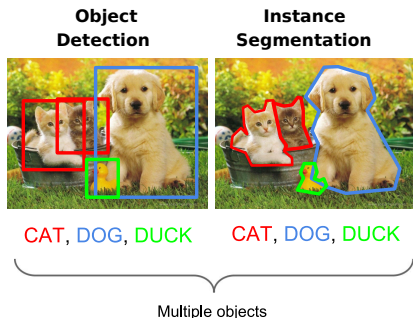 Object
Detection
Instance
Segmentation
CAT, DOG, DUCK
CAT, DOG, DUCK
Multiple objects